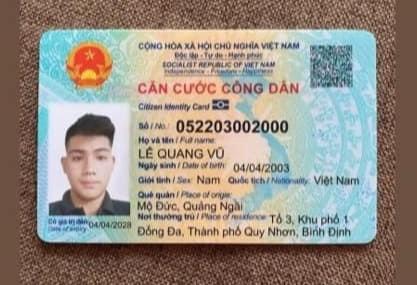 CỘNG HÒA XÃ HỘI CHỦ NGHĨA VIỆT NAM
Độc lập - Tự do - Hạnh phúc
SOCIALIST REPUBLIC OF VIET NAM
Independence - Freedom - Happiness
CĂN CƯỚC CÔNG DÂN
Citizen Identity Card
Số / No.: 052203002000
Họ và tên / Full name:
LÊ QUANG VŨ
Ngày sinh / Date of birth: 04/04/2003
Giới tính / Sex: Nam Quốc tịch / Nationality: Việt Nam
Quê quán / Place of origin:
Mộ Đức, Quảng Ngãi
Nơi thường trú / Place of residence: Tổ 3, Khu phố 1
Đống Đa, Thành phố Quy Nhơn, Bình Định
Có giá trị đến: 04/04/2028